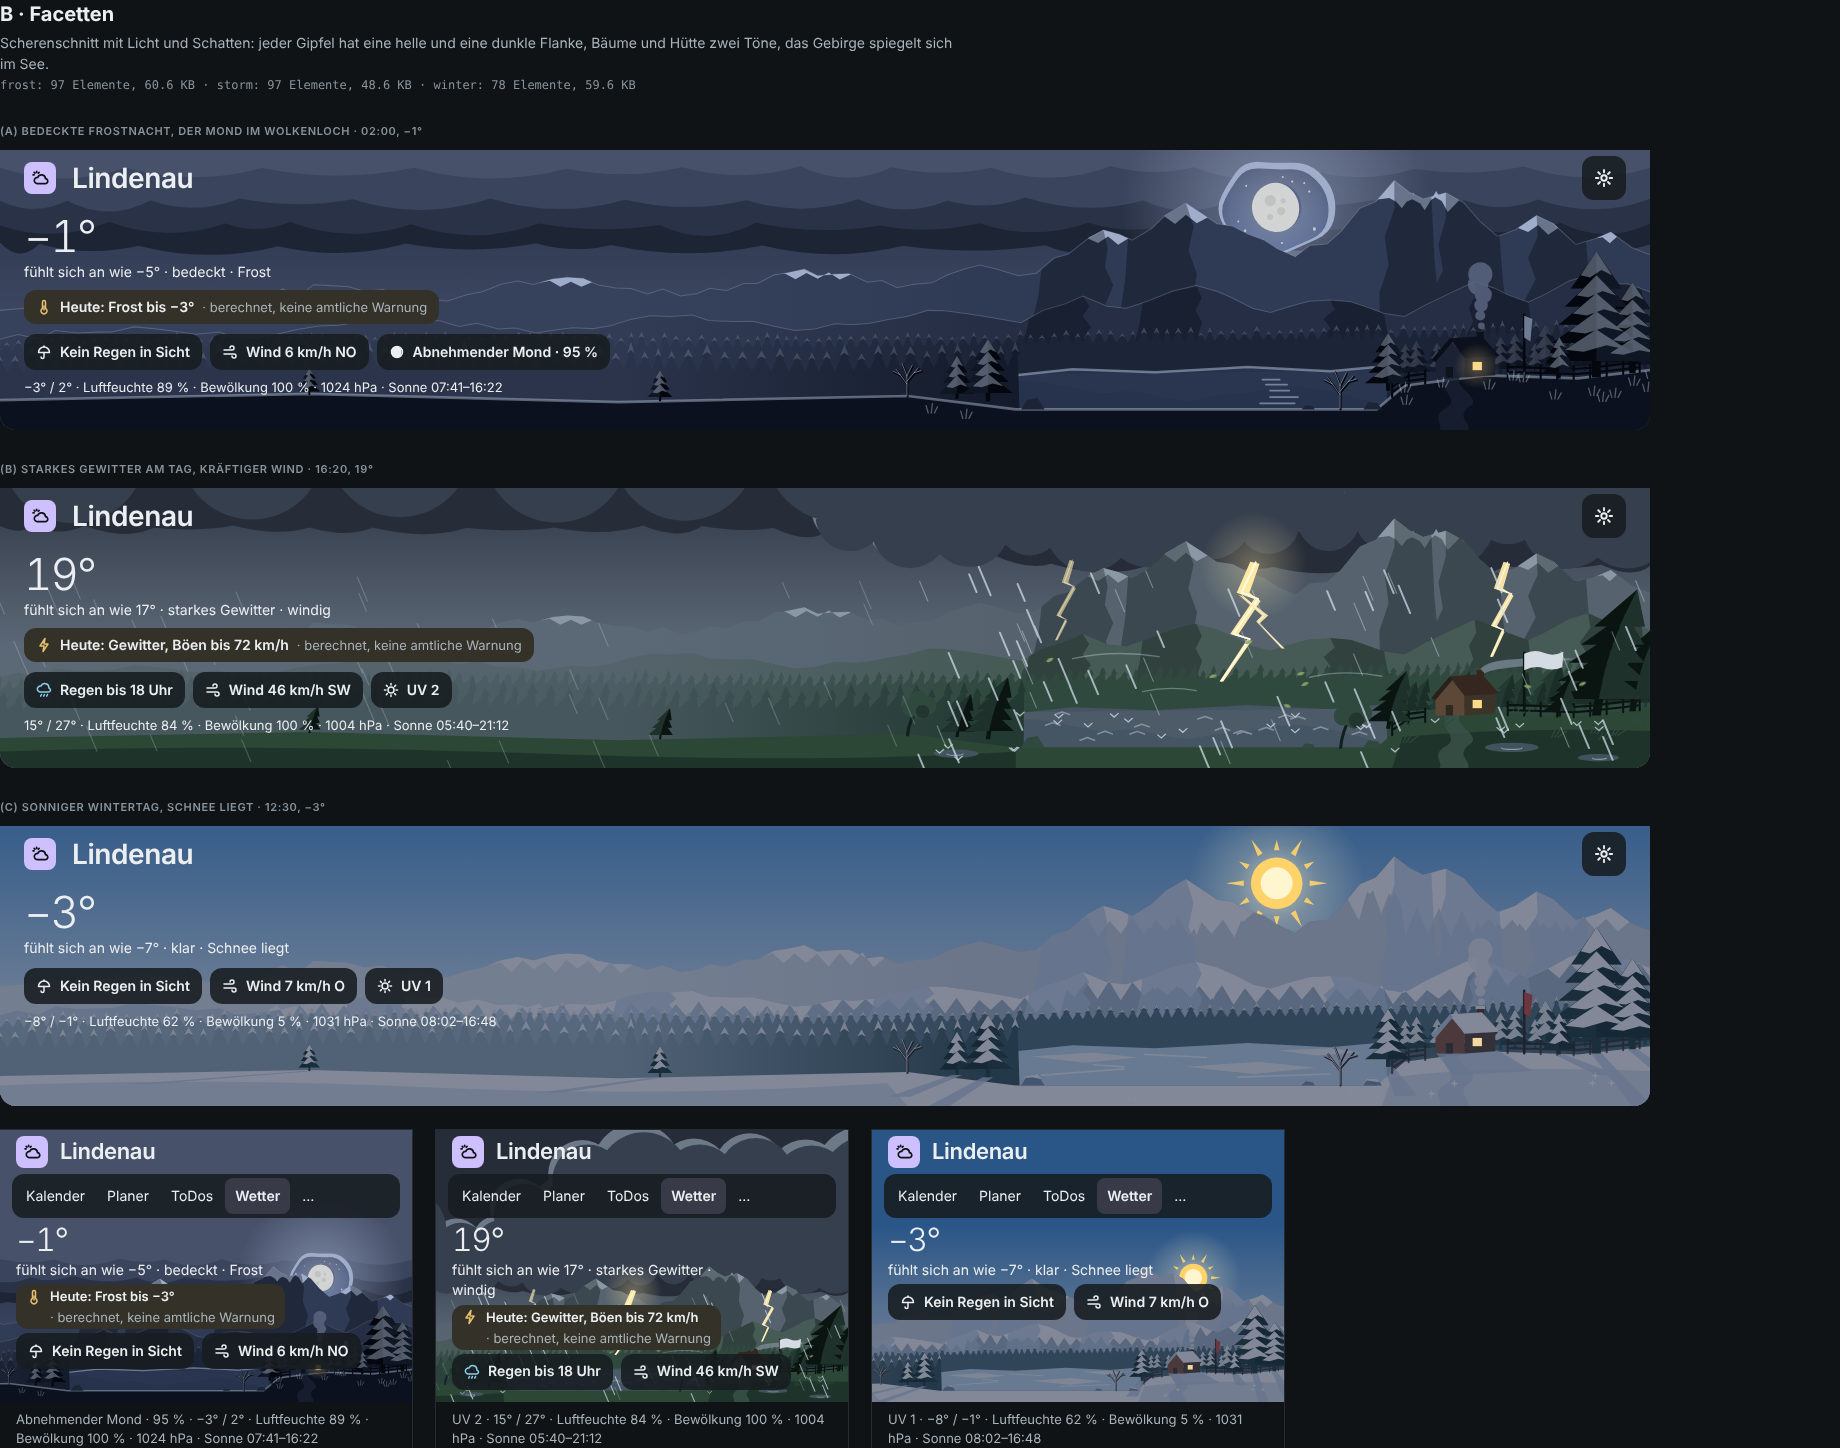 B · Facetten
Scherenschnitt mit Licht und Schatten: jeder Gipfel hat eine helle und eine dunkle Flanke, Bäume und Hütte zwei Töne, das Gebirge spiegelt sich
im See.
frost: 97 Elemente, 60.6 KB · storm: 97 Elemente, 48.6 KB · winter: 78 Elemente, 59.6 KB
(A) BEDECKTE FROSTNACHT, DER MOND IM WOLKENLOCH · 02:00, −1°
Lindenau
−1°
fühlt sich an wie −5° · bedeckt · Frost
Heute: Frost bis −3° · berechnet, keine amtliche Warnung
Kein Regen in Sicht Wind 6 km/h NO Abnehmender Mond · 95 %
−3° / 2° · Luftfeuchte 89 % · Bewölkung 100 % · 1024 hPa · Sonne 07:41–16:22
(B) STARKES GEWITTER AM TAG, KRÄFTIGER WIND · 16:20, 19°
Lindenau
19°
fühlt sich an wie 17° · starkes Gewitter · windig
Heute: Gewitter, Böen bis 72 km/h · berechnet, keine amtliche Warnung
Regen bis 18 Uhr Wind 46 km/h SW UV 2
15° / 27° · Luftfeuchte 84 % · Bewölkung 100 % · 1004 hPa · Sonne 05:40–21:12
(C) SONNIGER WINTERTAG, SCHNEE LIEGT · 12:30, −3°
Lindenau
−3°
fühlt sich an wie −7° · klar · Schnee liegt
Kein Regen in Sicht Wind 7 km/h O UV 1
−8° / −1° · Luftfeuchte 62 % · Bewölkung 5 % · 1031 hPa · Sonne 08:02–16:48
Lindenau
Kalender Planer ToDos Wetter ...
−1°
fühlt sich an wie −5° · bedeckt · Frost
Heute: Frost bis −3°
· berechnet, keine amtliche Warnung
Kein Regen in Sicht Wind 6 km/h NO
Abnehmender Mond · 95 % · −3° / 2° · Luftfeuchte 89 % ·
Bewölkung 100 % · 1024 hPa · Sonne 07:41–16:22
Lindenau
Kalender Planer ToDos Wetter ...
19°
fühlt sich an wie 17° · starkes Gewitter ·
windig
Heute: Gewitter, Böen bis 72 km/h
· berechnet, keine amtliche Warnung
Regen bis 18 Uhr Wind 46 km/h SW
UV 2 · 15° / 27° · Luftfeuchte 84 % · Bewölkung 100 % · 1004
hPa · Sonne 05:40–21:12
Lindenau
Kalender Planer ToDos Wetter ...
−3°
fühlt sich an wie −7° · klar · Schnee liegt
Kein Regen in Sicht Wind 7 km/h O
UV 1 · −8° / −1° · Luftfeuchte 62 % · Bewölkung 5 % · 1031
hPa · Sonne 08:02–16:48